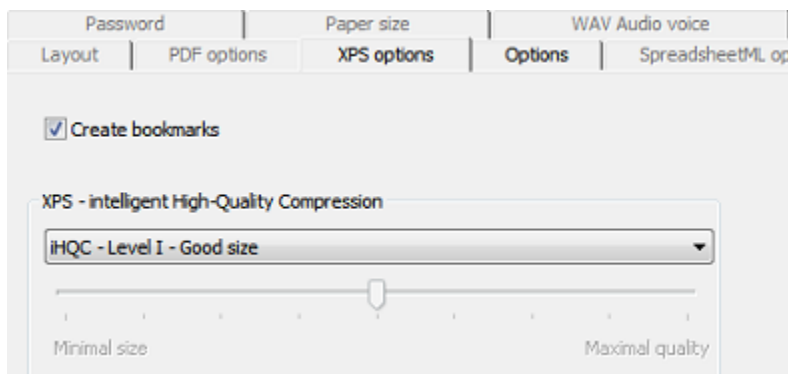 Password Paper size WAV Audio voice
Layout PDF options XPS options Options SpreadsheetML op
Create bookmarks
XPS - intelligent High-Quality Compression
iHQC - Level I - Good size
Minimal size Maximal quality